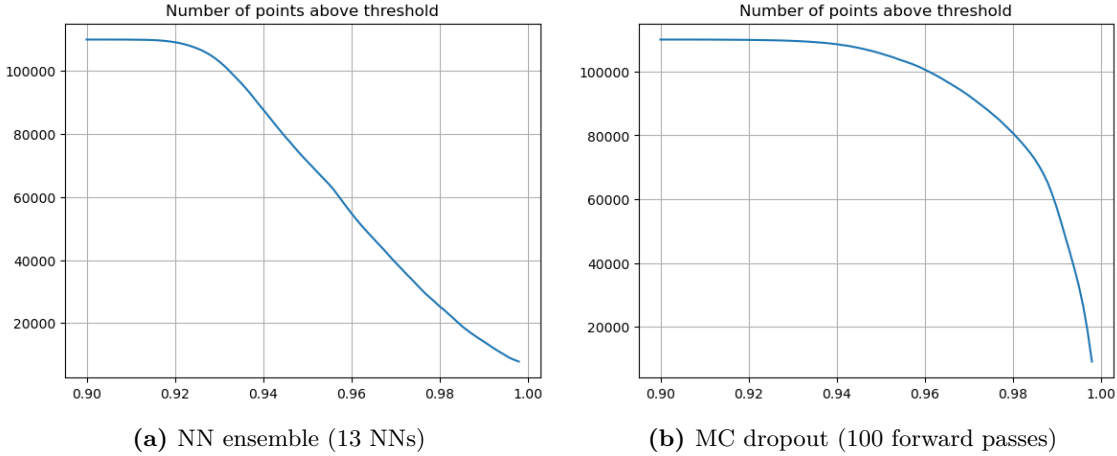 Number of points above threshold
100000
80000
60000
40000
20000
0.90 0.92 0.94 0.96 0.98 1.00
(a) NN ensemble (13 NNs)
Number of points above threshold
100000
80000
60000
40000
20000
0.90 0.92 0.94 0.96 0.98 1.00
(b) MC dropout (100 forward passes)